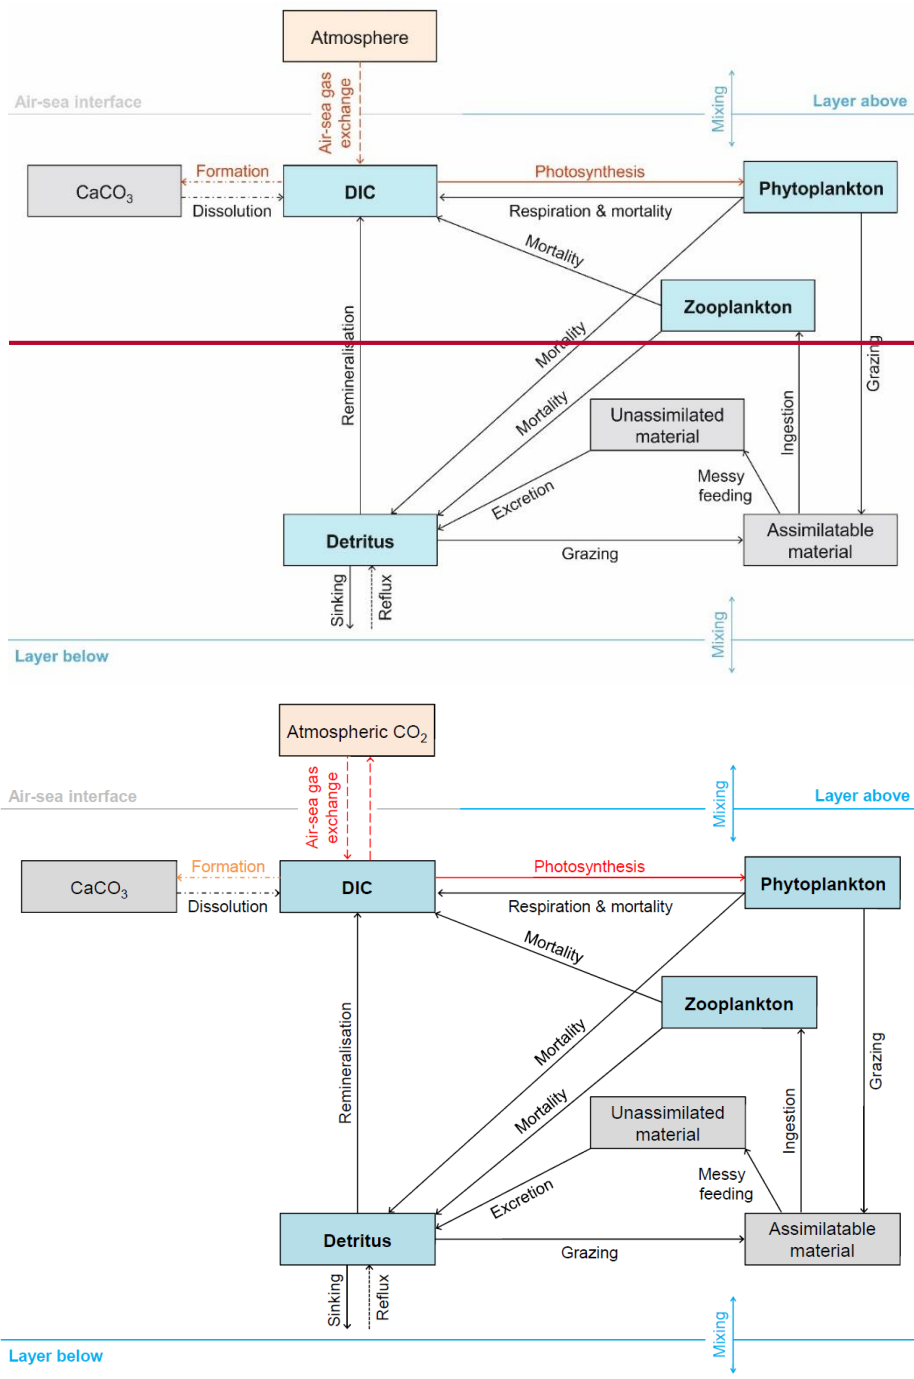 Atmosphere
Air-sea gas
exchange
Mixing
Air-sea interface
Layer above
Formation
Photosynthesis
CaCO₃
DIC
Phytoplankton
Dissolution
Respiration & mortality
Mortality
Zooplankton
Remineralisation
Mortality
Grazing
Mortality
Unassimilated
material
Ingestion
Messy
feeding
Excretion
Detritus
Grazing
Assimilatable
material
Sinking
Reflux
Mixing
Layer below
Atmospheric CO₂
Air-sea gas
exchange
Mixing
Air-sea interface
Layer above
Formation
Photosynthesis
CaCO₃
DIC
Phytoplankton
Dissolution
Respiration & mortality
Mortality
Zooplankton
Remineralisation
Mortality
Grazing
Mortality
Unassimilated
material
Ingestion
Messy
feeding
Excretion
Detritus
Grazing
Assimilatable
material
Sinking
Reflux
Mixing
Layer below